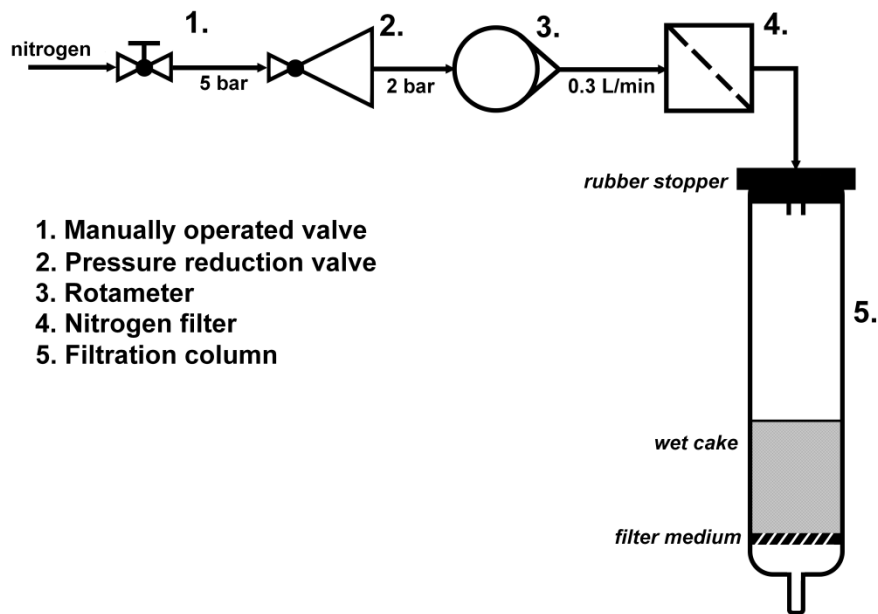 1.
2.
3.
4.
nitrogen
5 bar
2 bar
0.3 L/min
rubber stopper
1. Manually operated valve
2. Pressure reduction valve
3. Rotameter
4. Nitrogen filter
5. Filtration column
5.
wet cake
filter medium